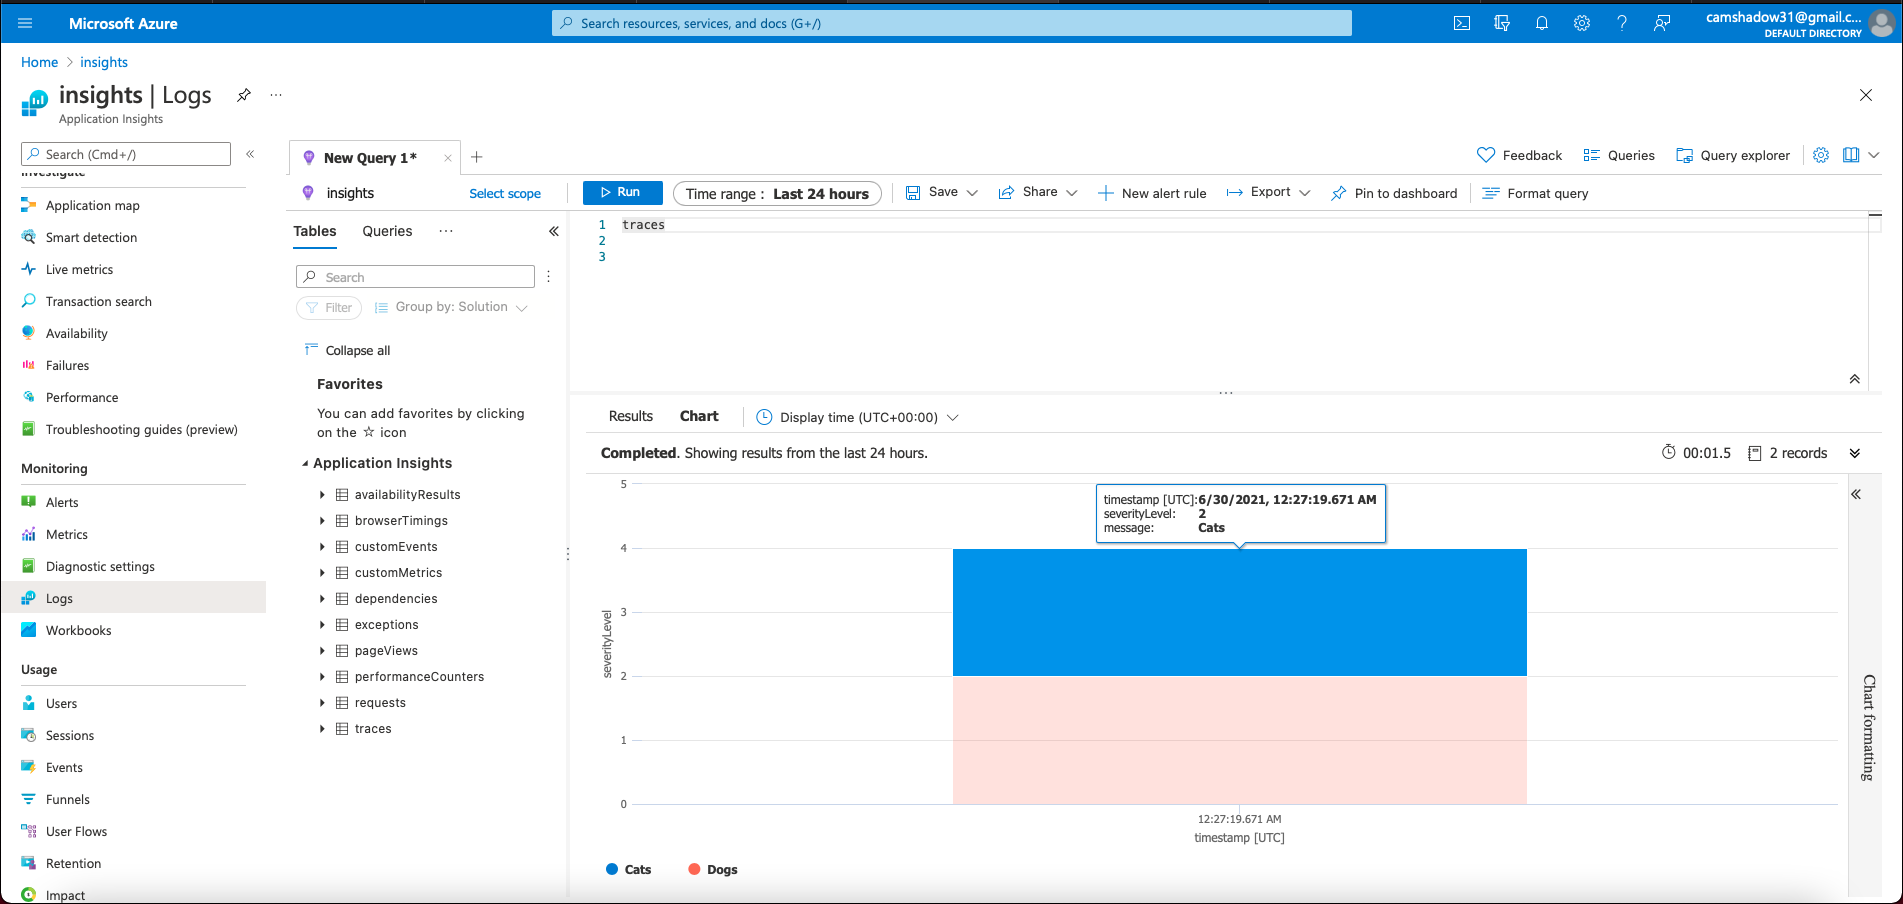 Microsoft Azure
Search resources, services, and docs (G+/)
camshadow31@gmail.c...
DEFAULT DIRECTORY
Home > insights
insights | Logs
Application Insights
Search (Cmd+/)
Investigate
Application map
Smart detection
Live metrics
Transaction search
Availability
Failures
Performance
Troubleshooting guides (preview)
Monitoring
Alerts
Metrics
Diagnostic settings
Logs
Workbooks
Usage
Users
Sessions
Events
Funnels
User Flows
Retention
Impact
New Query 1*
Feedback
Queries
Query explorer
insights
Select scope
Run
Time range : Last 24 hours
Save
Share
New alert rule
Export
Pin to dashboard
Format query
Tables
Queries
Search
Filter
Group by: Solution
Collapse all
Favorites
You can add favorites by clicking
on the ☆ icon
Application Insights
availabilityResults
browserTimings
customEvents
customMetrics
dependencies
exceptions
pageViews
performanceCounters
requests
traces
1 traces
2
3
Results
Chart
Display time (UTC+00:00)
Completed. Showing results from the last 24 hours.
00:01.5
2 records
timestamp [UTC]: 6/30/2021, 12:27:19.671 AM
severityLevel: 2
message: Cats
5
4
3
2
1
0
severityLevel
12:27:19.671 AM
timestamp [UTC]
Cats
Dogs
Chart formatting